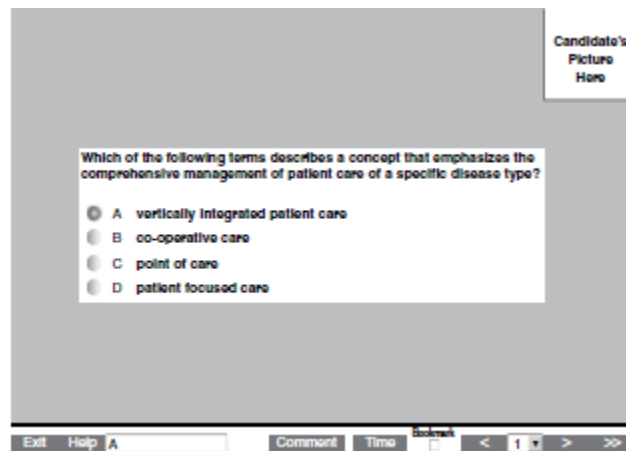 Candidate's
Picture
Here
Which of the following terms describes a concept that emphasizes the
comprehensive management of patient care of a specific disease type?
A vertically integrated patient care
B co-operative care
C point of care
D patient focused care
Bookmark
Exit Help A Comment Time < 1 > >>